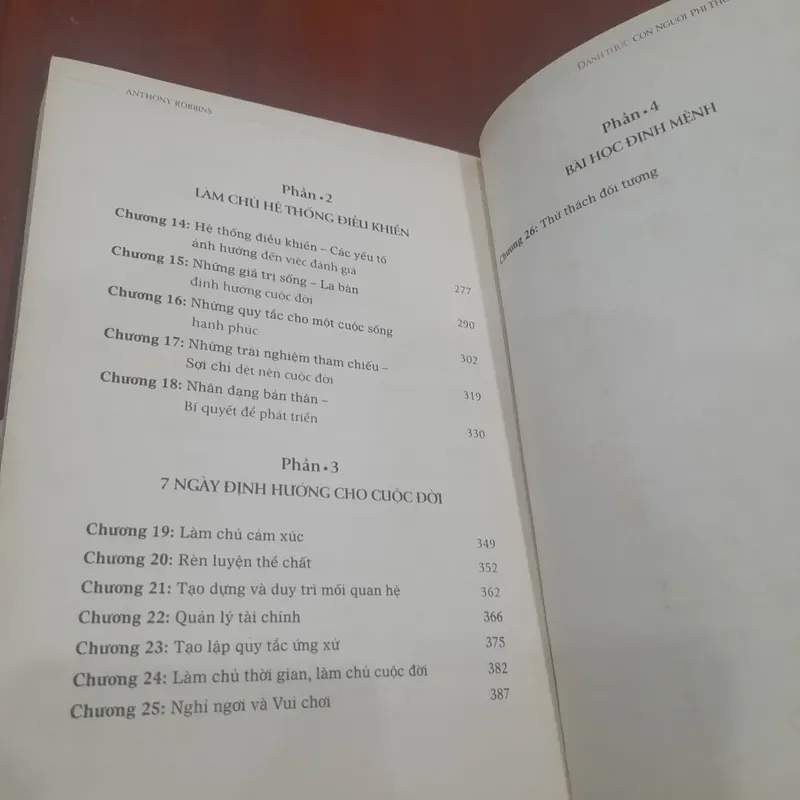 ANTHONY ROBBINS
Phần • 2
LÀM CHỦ HỆ THỐNG ĐIỀU KHIỂN
Chương 14: Hệ thống điều khiển – Các yếu tố
ảnh hưởng đến việc đánh giá 277
Chương 15: Những giá trị sống – La bàn
định hướng cuộc đời 290
Chương 16: Những quy tắc cho một cuộc sống
hạnh phúc 302
Chương 17: Những trải nghiệm tham chiếu –
Sợi chỉ dệt nên cuộc đời 319
Chương 18: Nhân dạng bản thân –
Bí quyết để phát triển 330
Phần • 3
7 NGÀY ĐỊNH HƯỚNG CHO CUỘC ĐỜI
Chương 19: Làm chủ cảm xúc 349
Chương 20: Rèn luyện thể chất 352
Chương 21: Tạo dựng và duy trì mối quan hệ 362
Chương 22: Quản lý tài chính 366
Chương 23: Tạo lập quy tắc ứng xử 375
Chương 24: Làm chủ thời gian, làm chủ cuộc đời 382
Chương 25: Nghỉ ngơi và Vui chơi 387
ĐÁNH THỨC CON NGƯỜI PHI
Phần • 4
BÀI HỌC ĐỊNH MỆNH
Chương 26: Thử thách đối tượng